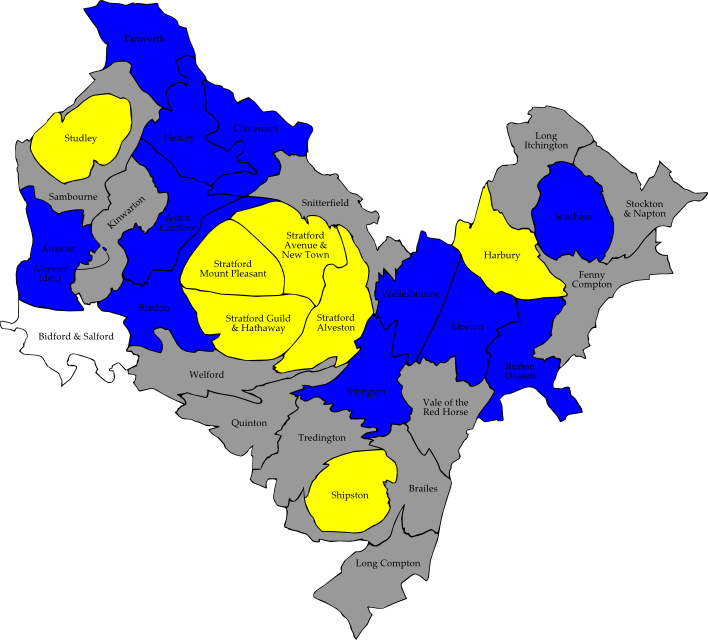 Tanworth
Studley
Henley
Claverdon
Long
Itchington
Sambourne
Kinwarton
Aston
Cantlow
Snitterfield
Stockton
& Napton
Southam
Alcester
Alcester
(det.)
Stratford
Avenue &
New Town
Stratford
Mount Pleasant
Harbury
Fenny
Compton
Bardon
Wellesbourne
Stratford Guild
& Hathaway
Stratford
Alveston
Kineton
Bidford & Salford
Welford
Burton
Dassett
Ettington
Vale of the
Red Horse
Quinton
Tredington
Shipston
Brailes
Long Compton